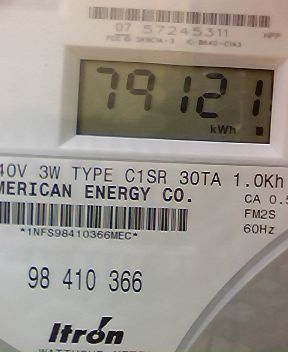 07 57245311
79121
kWh
40V 3W TYPE C1SR 30TA 1.0Kh
MERICAN ENERGY CO.
CA 0.5
FM2S
60Hz
*1NFS98410366MEC*
98 410 366
Itrón